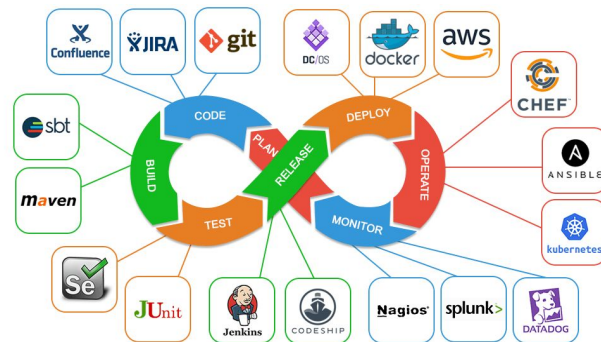 Confluence
JIRA
git
DC/OS
docker
aws
CHEF™
sbt
maven
Se
JUnit
Jenkins
CODESHIP
Nagios®
splunk>
DATADOG
kubernetes
ANSIBLE
CODE
BUILD
PLAN
TEST
RELEASE
DEPLOY
OPERATE
MONITOR